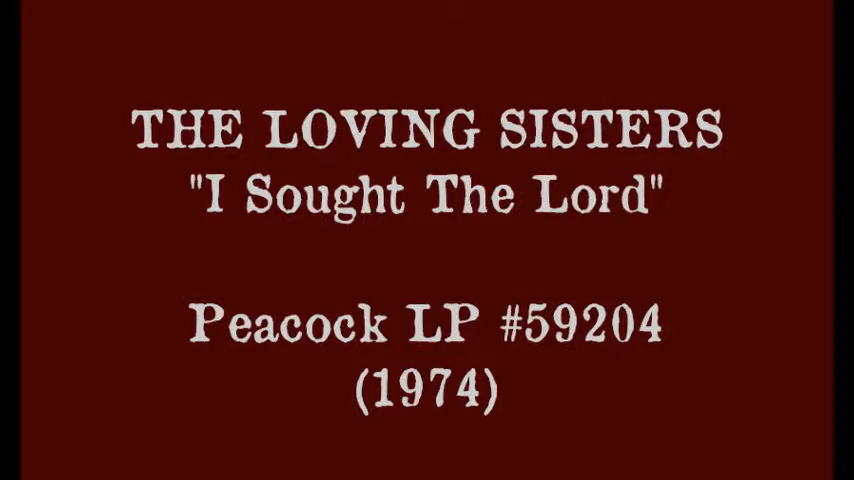 THE LOVING SISTERS
"I Sought The Lord"
Peacock LP #59204
(1974)